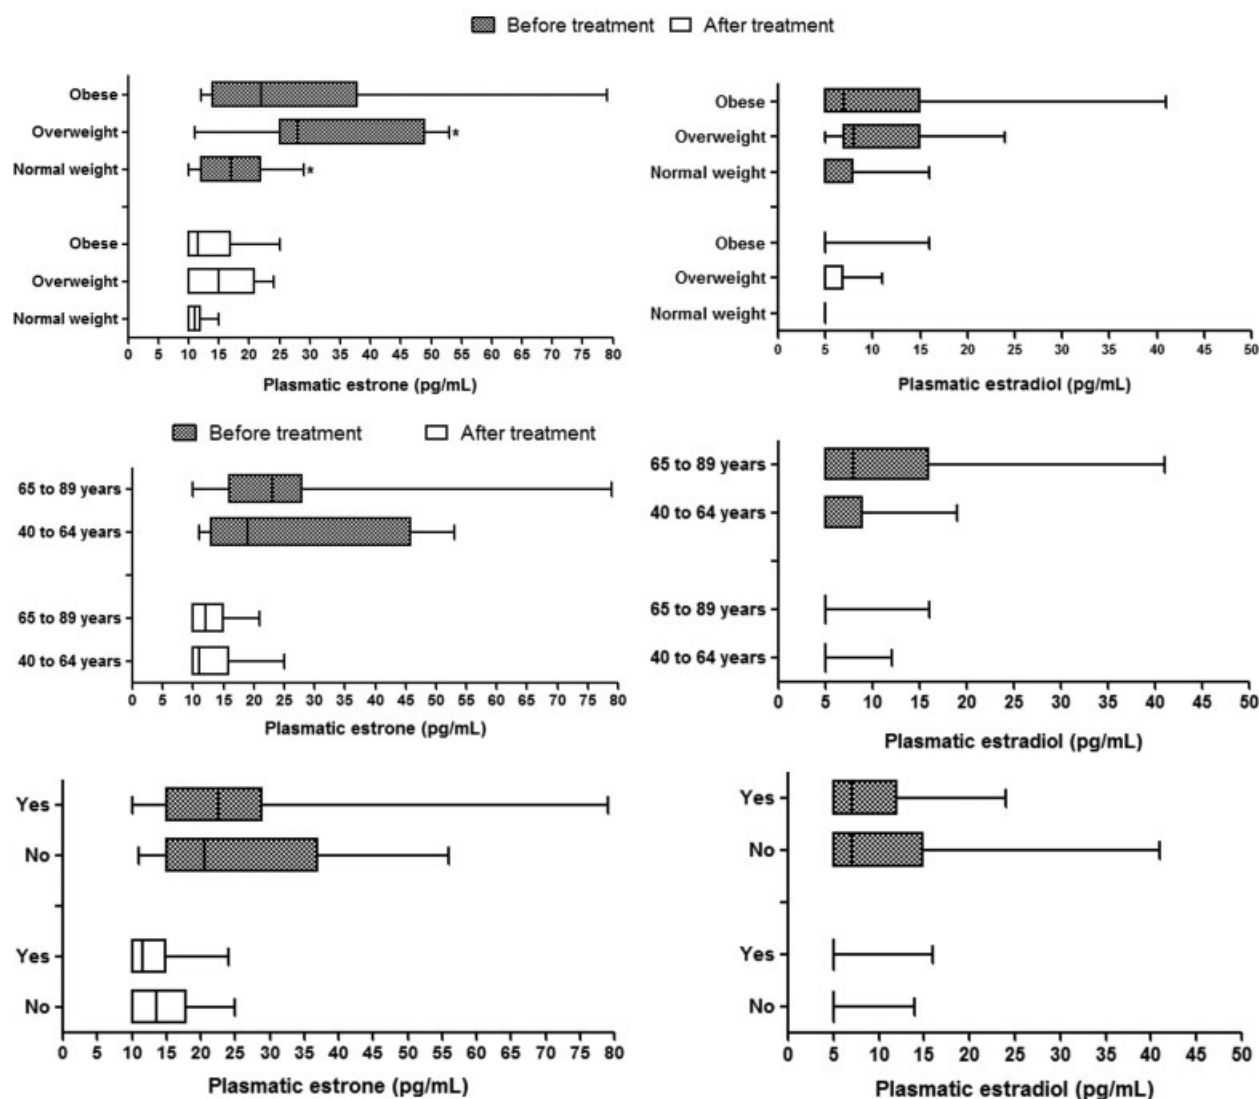 Before treatment After treatment
Obese
Overweight
*
Normal weight
*
Obese
Overweight
Normal weight
0 5 10 15 20 25 30 35 40 45 50 55 60 65 70 75 80
Plasmatic estrone (pg/mL)
Obese
Overweight
Normal weight
Obese
Overweight
Normal weight
0 5 10 15 20 25 30 35 40 45 50
Plasmatic estradiol (pg/mL)
Before treatment After treatment
65 to 89 years
40 to 64 years
65 to 89 years
40 to 64 years
0 5 10 15 20 25 30 35 40 45 50 55 60 65 70 75 80
Plasmatic estrone (pg/mL)
65 to 89 years
40 to 64 years
65 to 89 years
40 to 64 years
0 5 10 15 20 25 30 35 40 45 50
Plasmatic estradiol (pg/mL)
Yes
No
Yes
No
0 5 10 15 20 25 30 35 40 45 50 55 60 65 70 75 80
Plasmatic estrone (pg/mL)
Yes
No
Yes
No
0 5 10 15 20 25 30 35 40 45 50
Plasmatic estradiol (pg/mL)